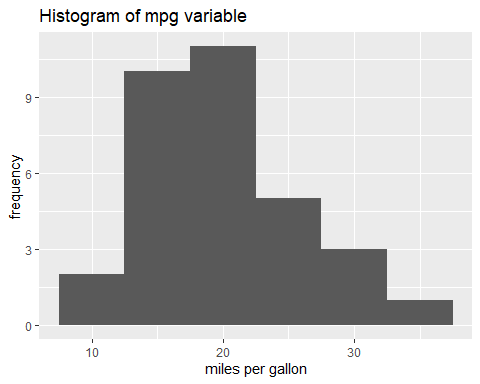 Histogram of mpg variable
frequency
9
6
3
0
10 20 30
miles per gallon